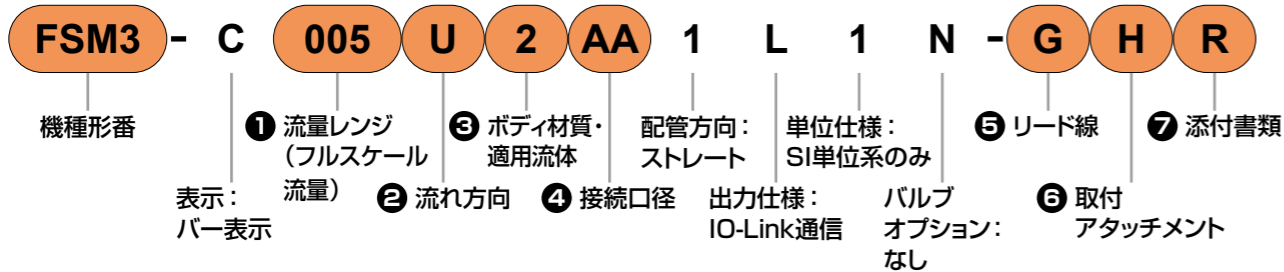 FSM3 - C 005 U 2 AA 1 L 1 N - G H R
機種形番
表示：
バー表示
❶ 流量レンジ
（フルスケール
流量）
❷ 流れ方向
❸ ボディ材質・
適用流体
❹ 接続口径
配管方向：
ストレート
出力仕様：
IO-Link通信
単位仕様：
SI単位系のみ
バルブ
オプション：
なし
❺ リード線
❻ 取付
アタッチメント
❼ 添付書類